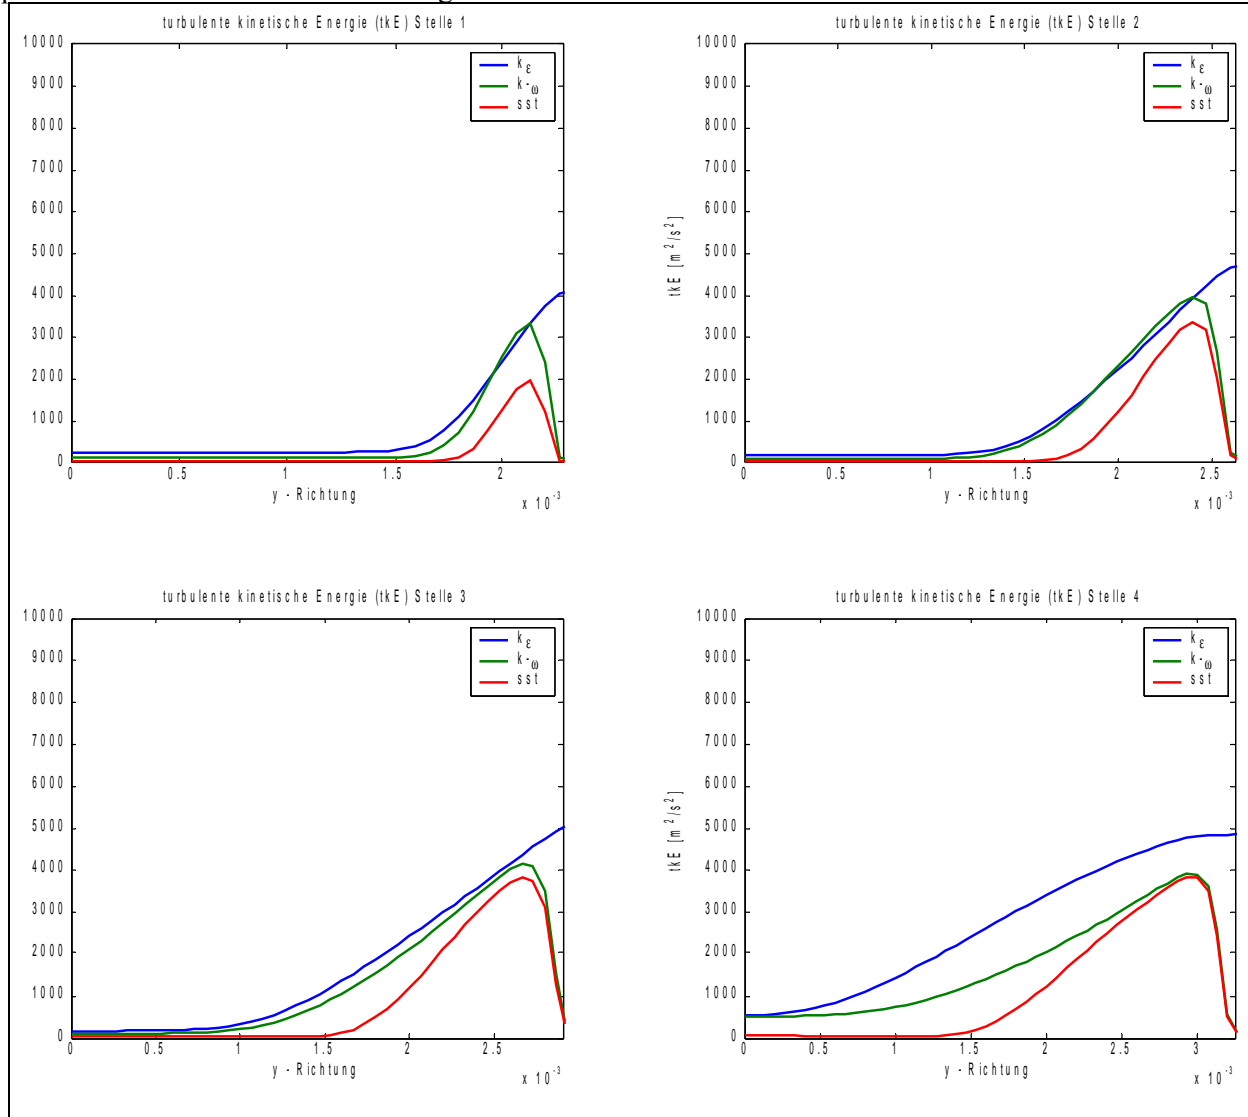 turbulente kinetische Energie (tkE) Stelle 1
10000
9000
8000
7000
6000
5000
4000
3000
2000
1000
0
0 0.5 1 1.5 2
y - Richtung
x 10⁻³
k ε
k - ω
sst
turbulente kinetische Energie (tkE) Stelle 2
tkE [m²/s²]
10000
9000
8000
7000
6000
5000
4000
3000
2000
1000
0
0 0.5 1 1.5 2 2.5
y - Richtung
x 10⁻³
k ε
k - ω
sst
turbulente kinetische Energie (tkE) Stelle 3
10000
9000
8000
7000
6000
5000
4000
3000
2000
1000
0
0 0.5 1 1.5 2 2.5
y - Richtung
x 10⁻³
k ε
k - ω
sst
turbulente kinetische Energie (tkE) Stelle 4
tkE [m²/s²]
10000
9000
8000
7000
6000
5000
4000
3000
2000
1000
0
0 0.5 1 1.5 2 2.5 3
y - Richtung
x 10⁻³
k ε
k - ω
sst